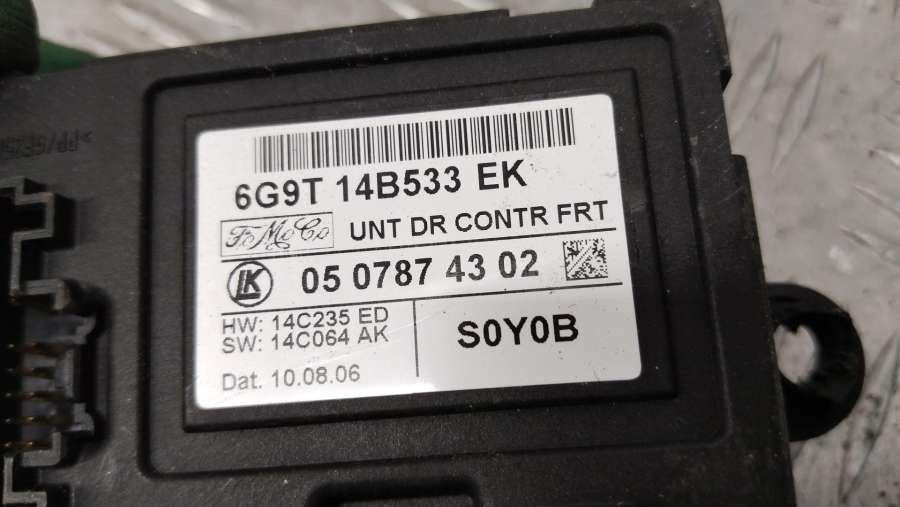 6G9T 14B533 EK
FoMoCo UNT DR CONTR FRT
LK 05 0787 43 02
HW: 14C235 ED
SW: 14C064 AK
S0Y0B
Dat. 10.08.06